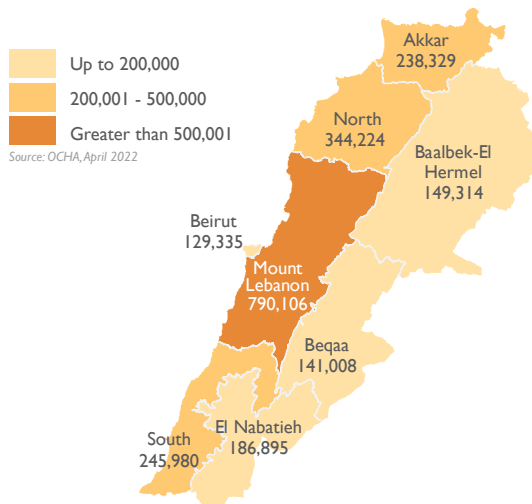 Up to 200,000
200,001 - 500,000
Greater than 500,001
Source: OCHA, April 2022
Akkar
238,329
North
344,224
Baalbek-El
Hermel
149,314
Beirut
129,335
Mount
Lebanon
790,106
Beqaa
141,008
El Nabatieh
186,895
South
245,980